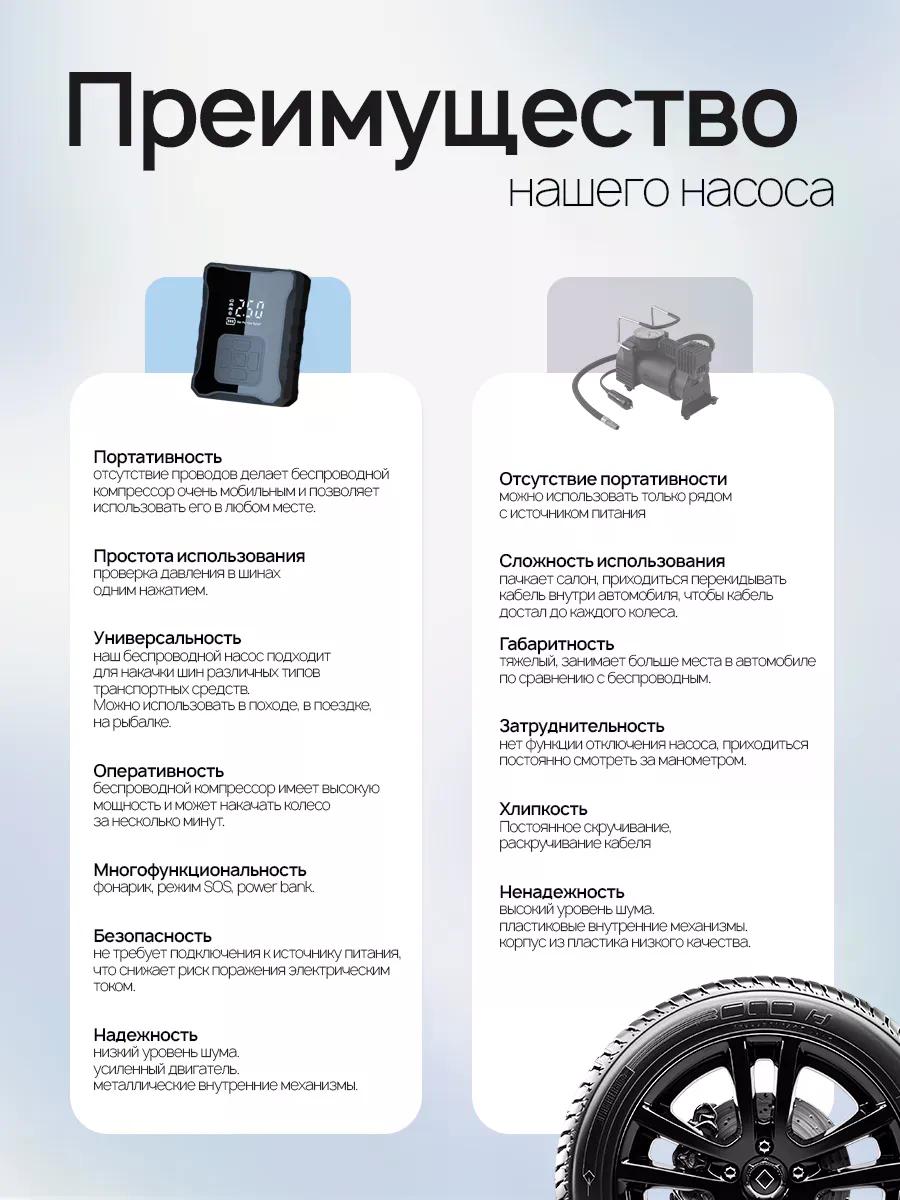 Преимущество
нашего насоса
2.50
Портативность
отсутствие проводов делает беспроводной
компрессор очень мобильным и позволяет
использовать его в любом месте.
Простота использования
проверка давления в шинах
одним нажатием.
Универсальность
наш беспроводной насос подходит
для накачки шин различных типов
транспортных средств.
Можно использовать в походе, в поездке,
на рыбалке.
Оперативность
беспроводной компрессор имеет высокую
мощность и может накачать колесо
за несколько минут.
Многофункциональность
фонарик, режим SOS, power bank.
Безопасность
не требует подключения к источнику питания,
что снижает риск поражения электрическим
током.
Надежность
низкий уровень шума.
усиленный двигатель.
металлические внутренние механизмы.
Отсутствие портативности
можно использовать только рядом
с источником питания
Сложность использования
пачкает салон, приходиться перекидывать
кабель внутри автомобиля, чтобы кабель
достал до каждого колеса.
Габаритность
тяжелый, занимает больше места в автомобиле
по сравнению с беспроводным.
Затруднительность
нет функции отключения насоса, приходиться
постоянно смотреть за манометром.
Хлипкость
Постоянное скручивание,
раскручивание кабеля
Ненадежность
высокий уровень шума.
пластиковые внутренние механизмы.
корпус из пластика низкого качества.